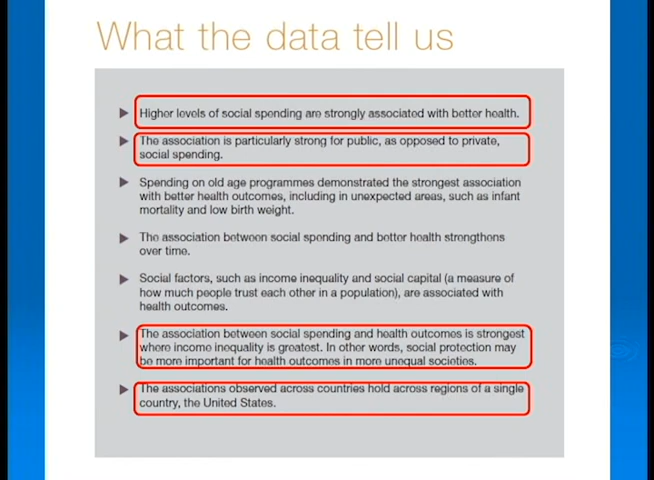 What the data tell us
Higher levels of social spending are strongly associated with better health.
The association is particularly strong for public, as opposed to private,
social spending.
Spending on old age programmes demonstrated the strongest association
with better health outcomes, including in unexpected areas, such as infant
mortality and low birth weight.
The association between social spending and better health strengthens
over time.
Social factors, such as income inequality and social capital (a measure of
how much people trust each other in a population), are associated with
health outcomes.
The association between social spending and health outcomes is strongest
where income inequality is greatest. In other words, social protection may
be more important for health outcomes in more unequal societies.
The associations observed across countries hold across regions of a single
country, the United States.